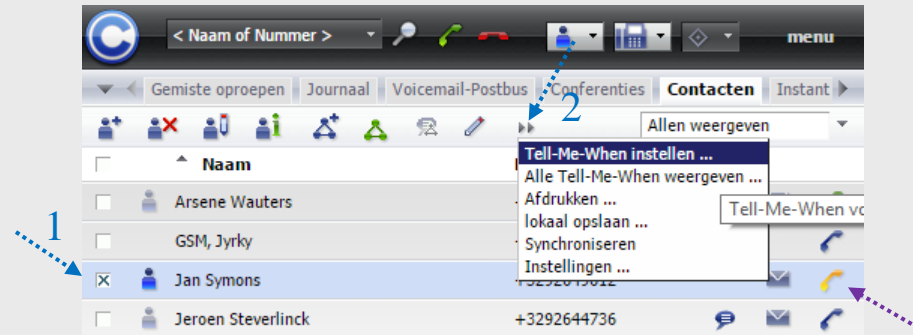 < Naam of Nummer > menu
Gemiste oproepen Journaal Voicemail-Postbus Conferenties Contacten Instant
2
Allen weergeven
Naam
Tell-Me-When instellen ...
Alle Tell-Me-When weergeven ...
Arsene Wauters
Afdrukken ...
Tell-Me-When vo
lokaal opslaan ...
1
GSM, Jyrky
Synchroniseren
Instellingen ...
Jan Symons
Jeroen Steverlinck +3292644736